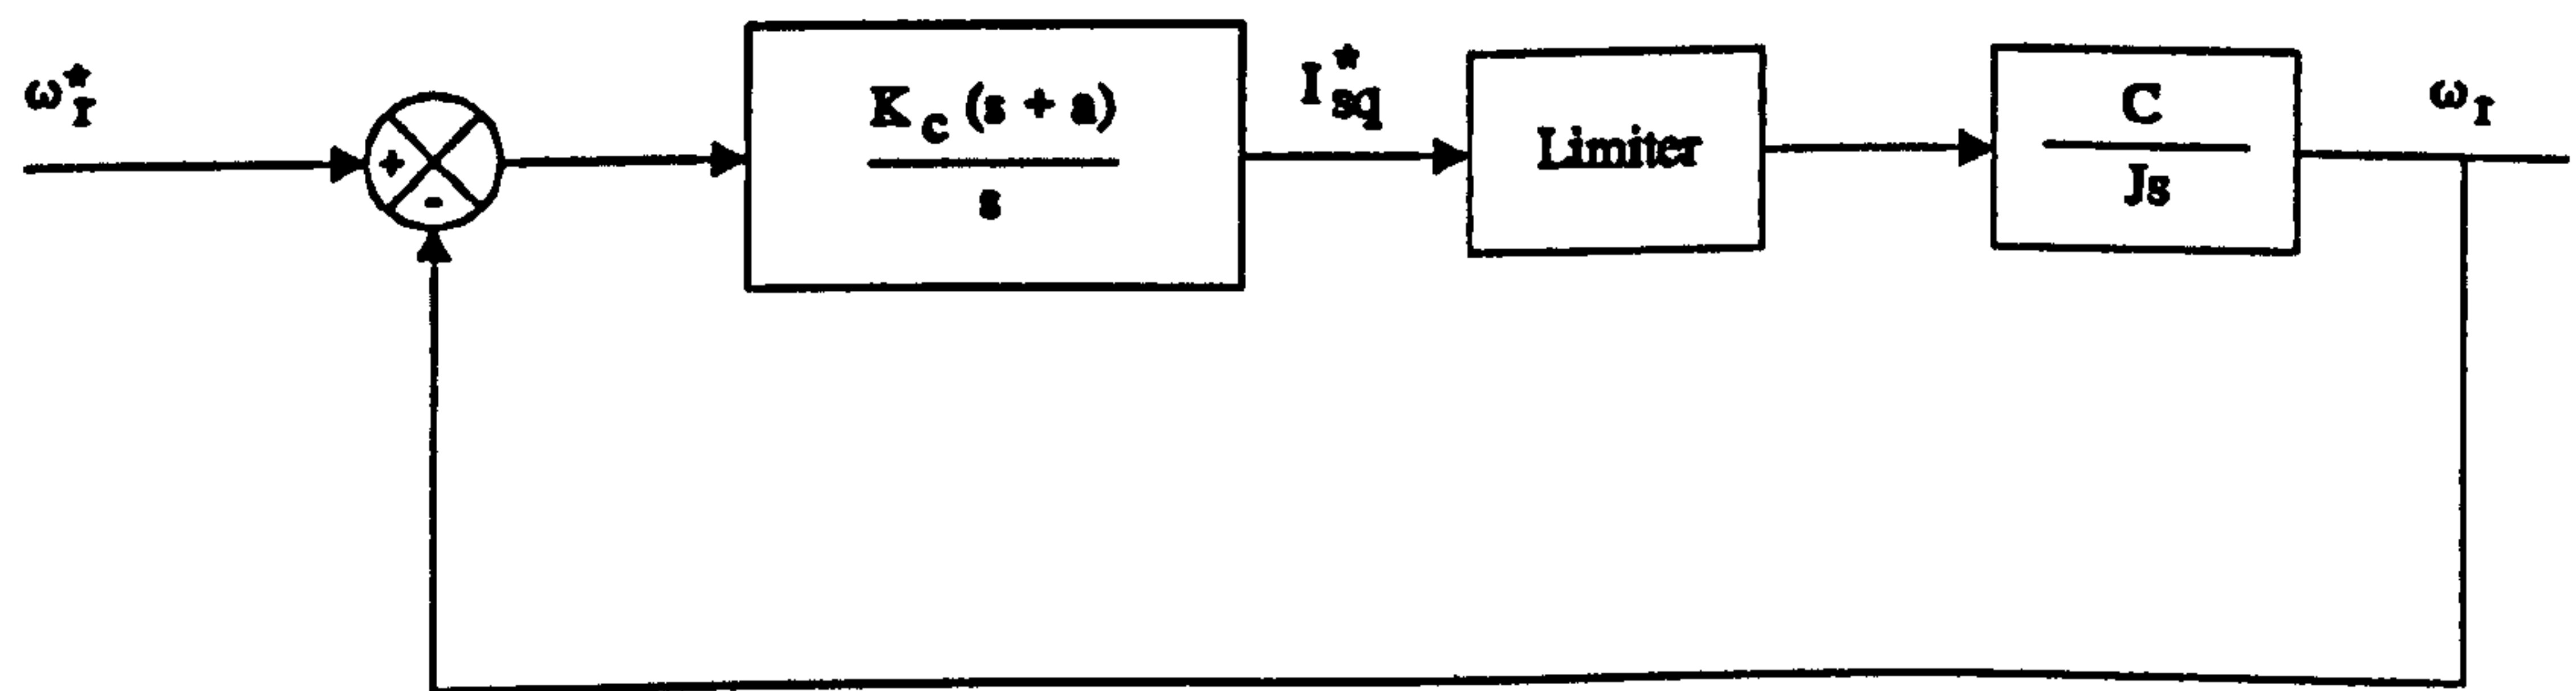 ω*r
+
-
Kc (s + a)
s
I*sq
Limiter
C
Js
ωr